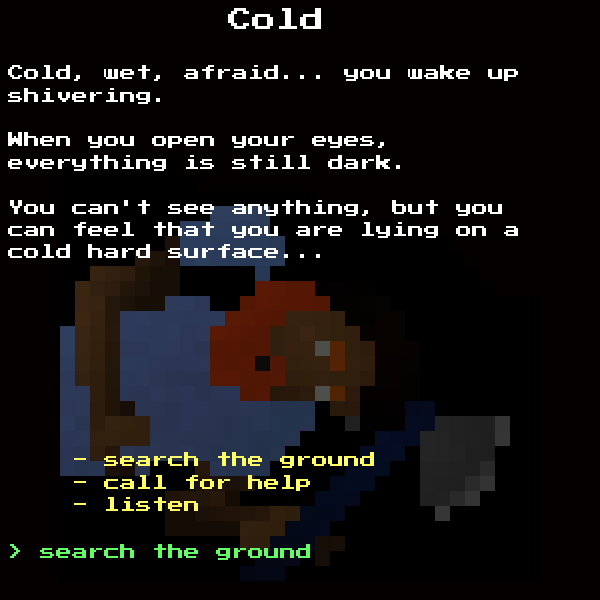 Cold
Cold, wet, afraid... you wake up
shivering.
When you open your eyes,
everything is still dark.
You can't see anything, but you
can feel that you are lying on a
cold hard surface...
- search the ground
- call for help
- listen
> search the ground